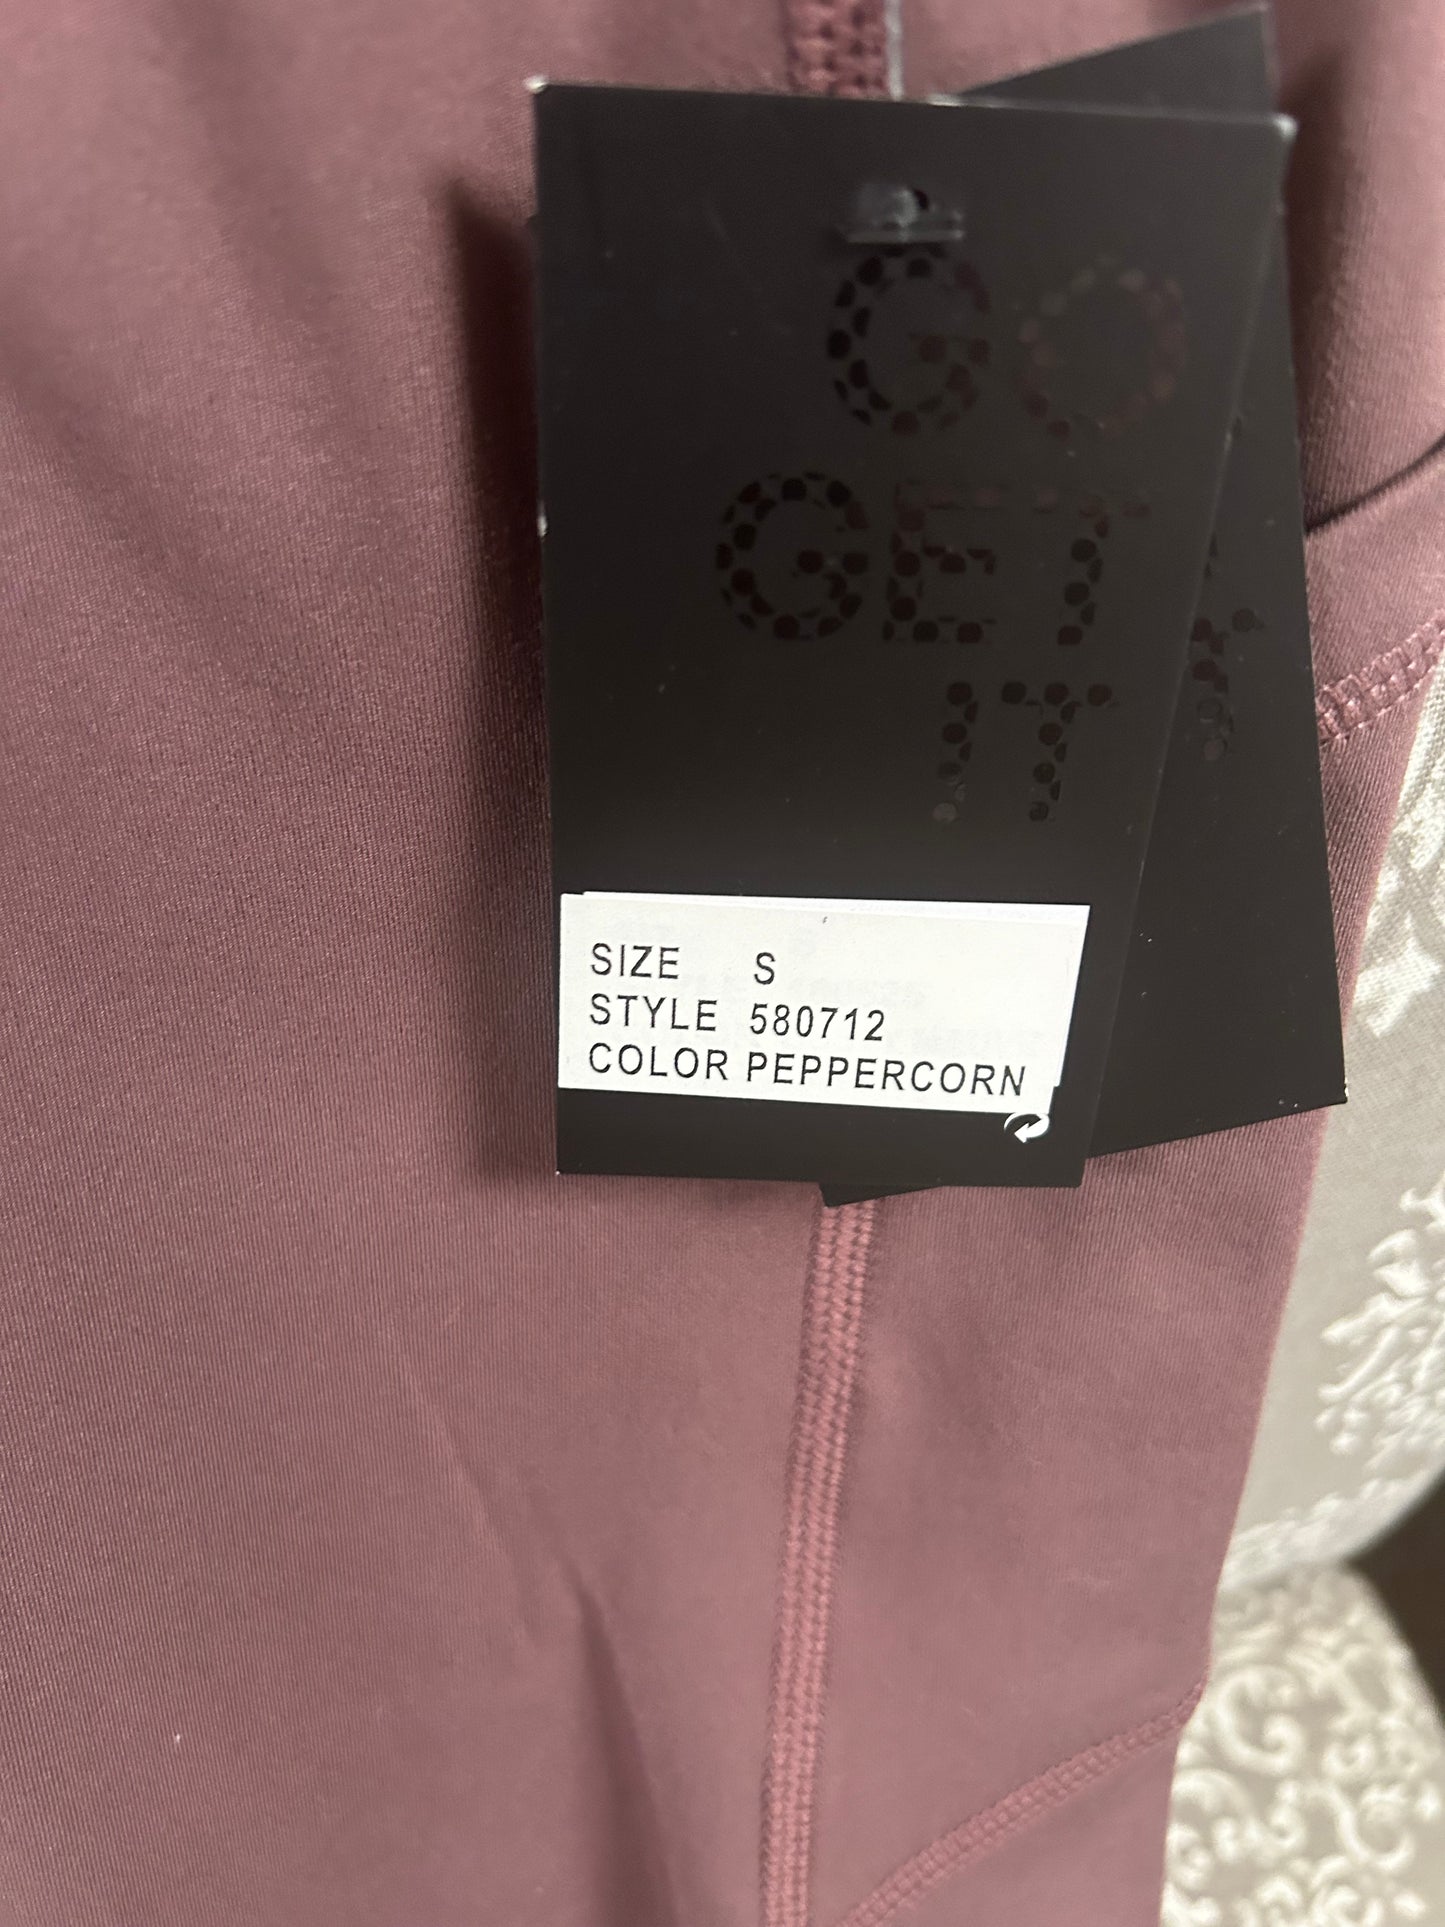 GO
GET
IT
SIZE S
STYLE 580712
COLOR PEPPERCORN